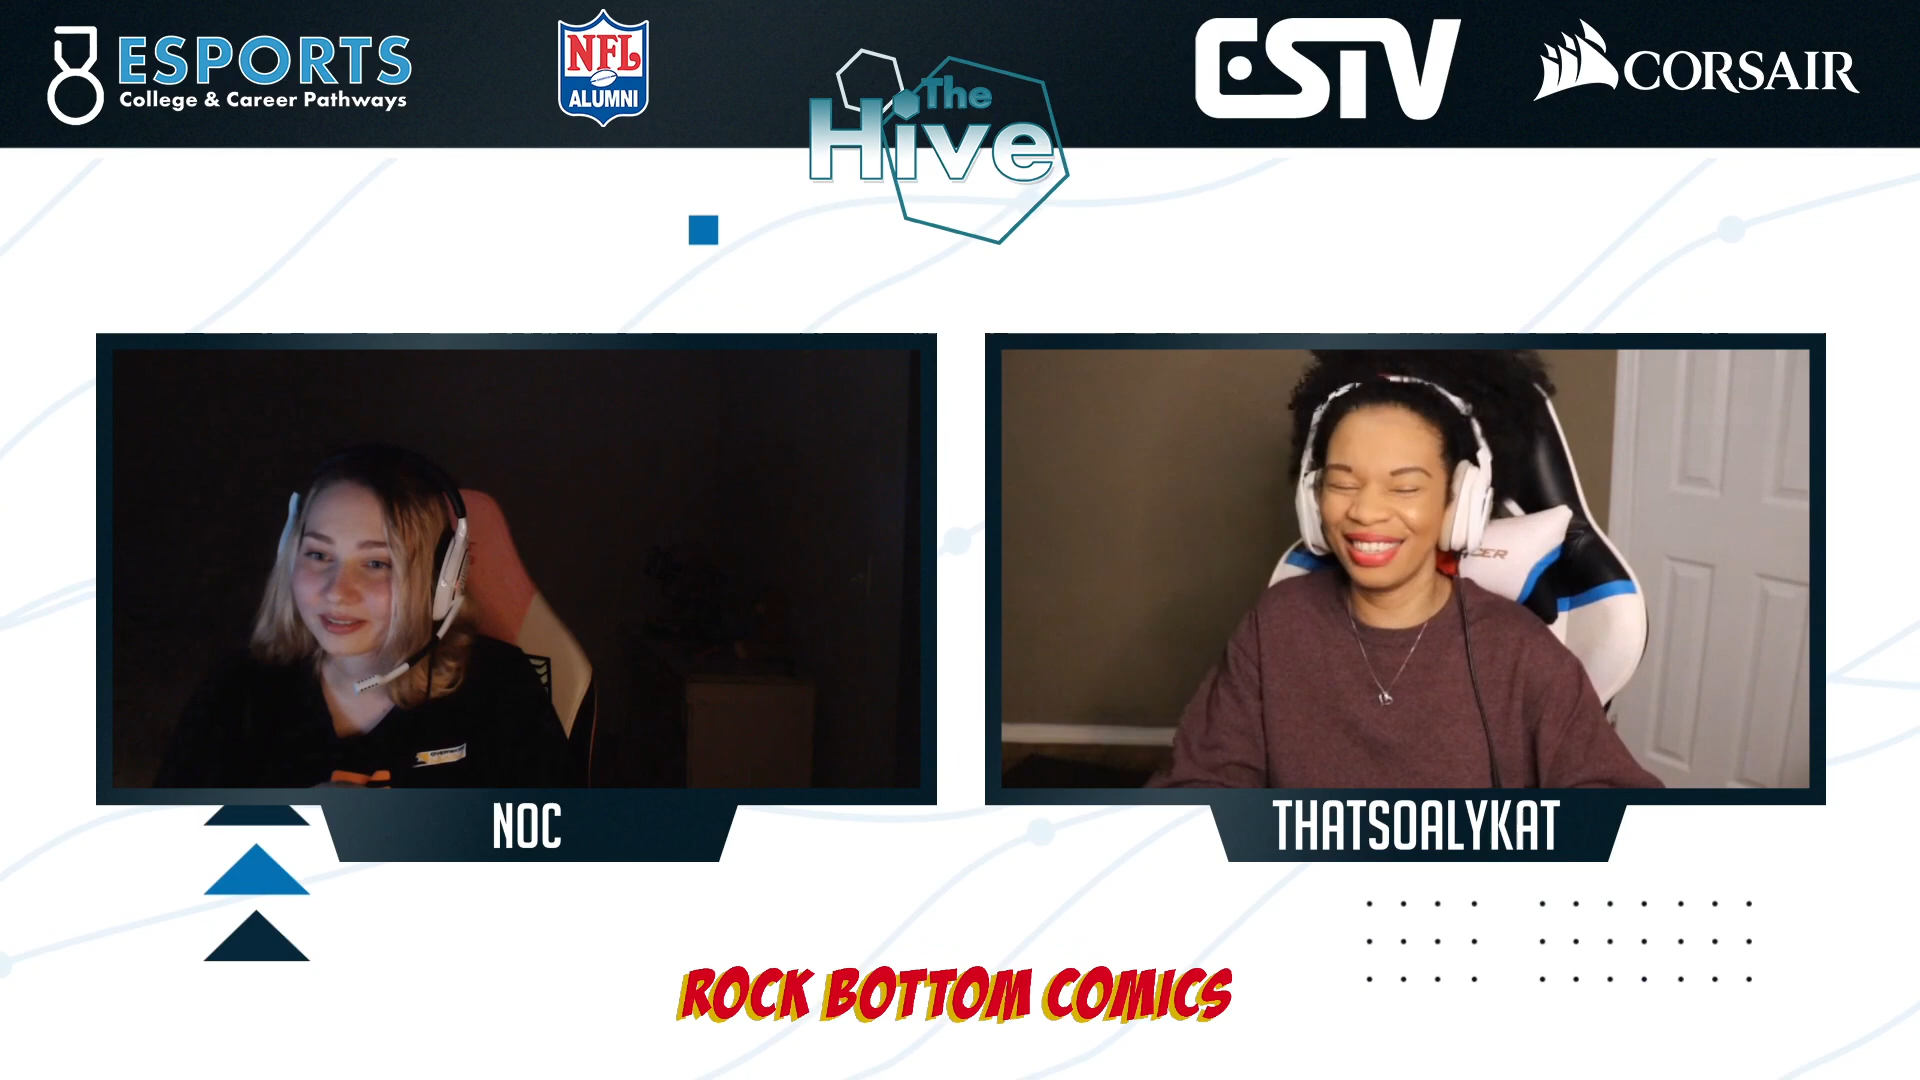 ESPORTS
College & Career Pathways
NFL
ALUMNI
The
Hive
ESTV
CORSAIR
NOC
THATSOALYKAT
ROCK BOTTOM COMICS